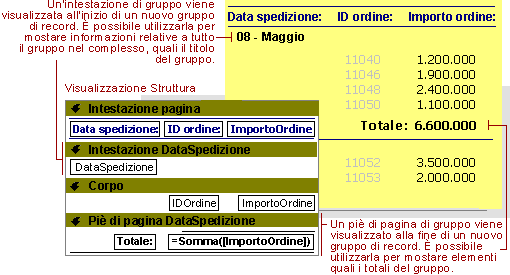 Un'intestazione di gruppo viene
visualizzata all'inizio di un nuovo gruppo
di record. È possibile utilizzarla per
mostare informazioni relative a tutto
il gruppo nel complesso, quali il titolo
del gruppo.
Data spedizione: ID ordine: Importo ordine:
08 - Maggio
11040 1.200.000
11046 1.900.000
11048 2.400.000
11050 1.100.000
Totale: 6.600.000
11052 3.500.000
11053 2.000.000
Visualizzazione Struttura
Intestazione pagina
Data spedizione: ID ordine: ImportoOrdine
Intestazione DataSpedizione
DataSpedizione
Corpo
IDOrdine ImportoOrdine
Piè di pagina DataSpedizione
Totale: =Somma([ImportoOrdine])
Un piè di pagina di gruppo viene
visualizzato alla fine di un nuovo
gruppo di record. È possibile
utilizzarla per mostare elementi
quali i totali del gruppo.